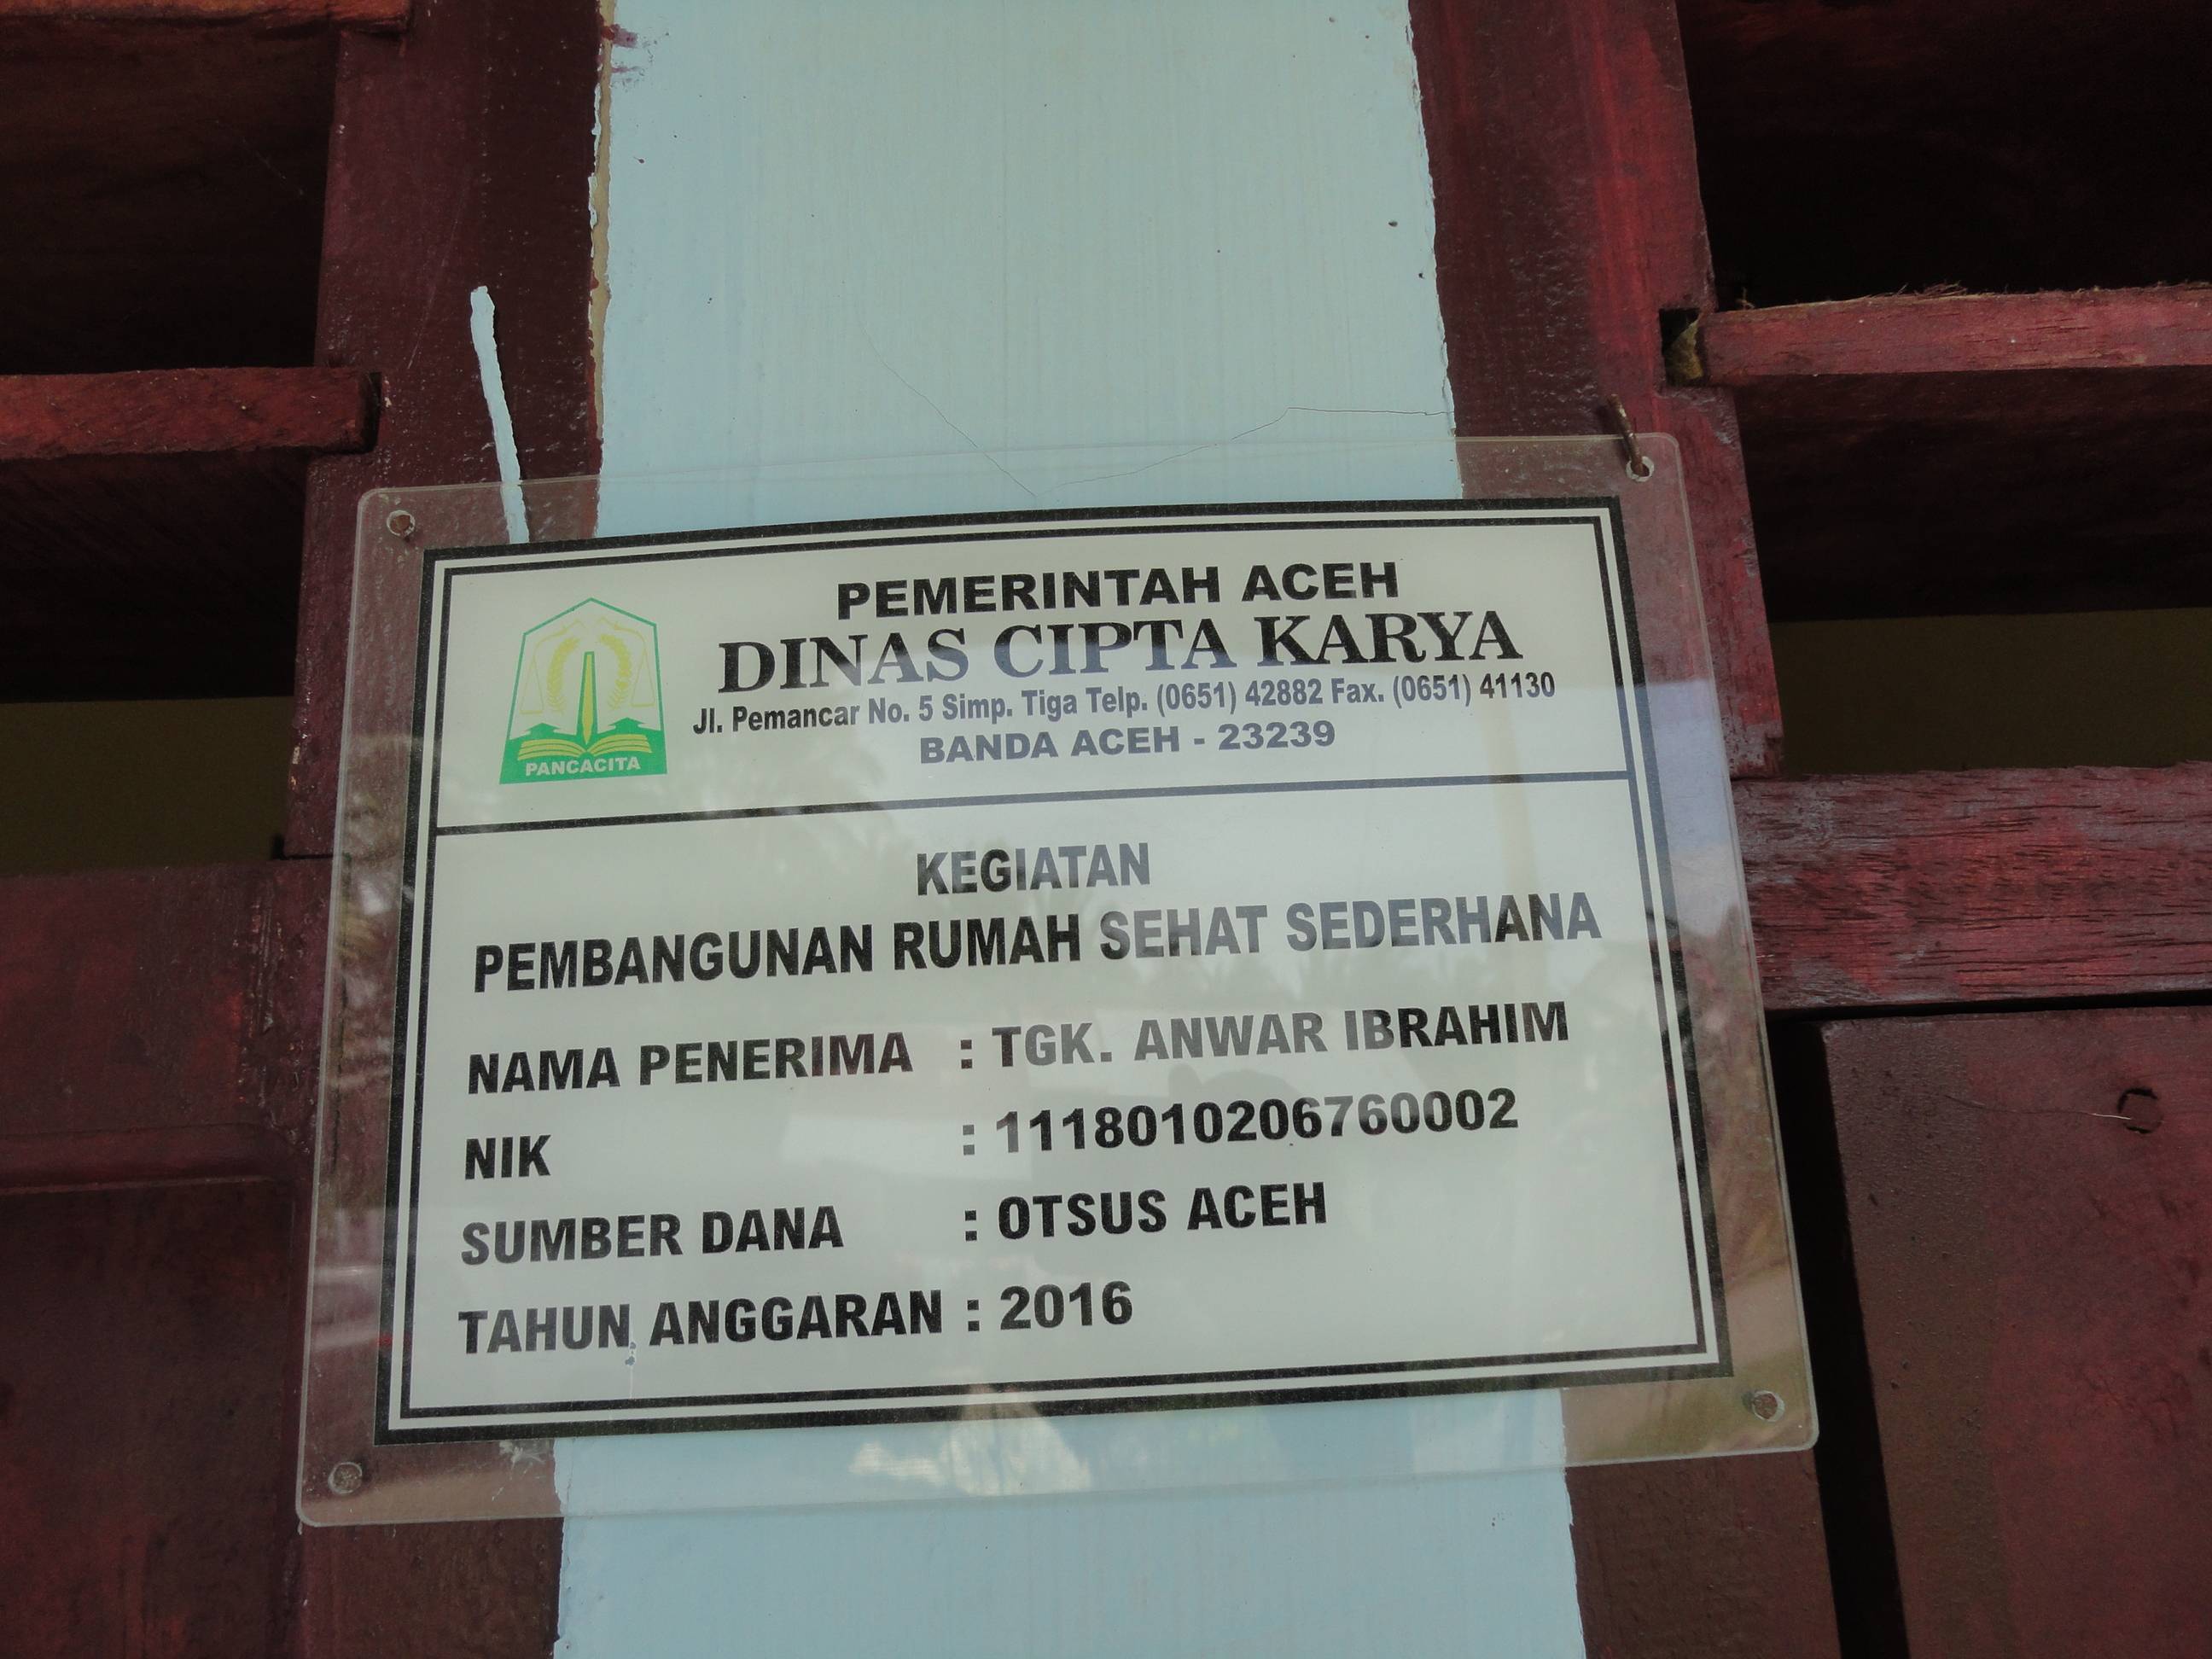 PEMERINTAH ACEH
DINAS CIPTA KARYA
Jl. Pemancar No. 5 Simp. Tiga Telp. (0651) 42882 Fax. (0651) 41130
BANDA ACEH - 23239
PANCACITA
KEGIATAN
PEMBANGUNAN RUMAH SEHAT SEDERHANA
NAMA PENERIMA : TGK. ANWAR IBRAHIM
NIK : 1118010206760002
SUMBER DANA : OTSUS ACEH
TAHUN ANGGARAN : 2016